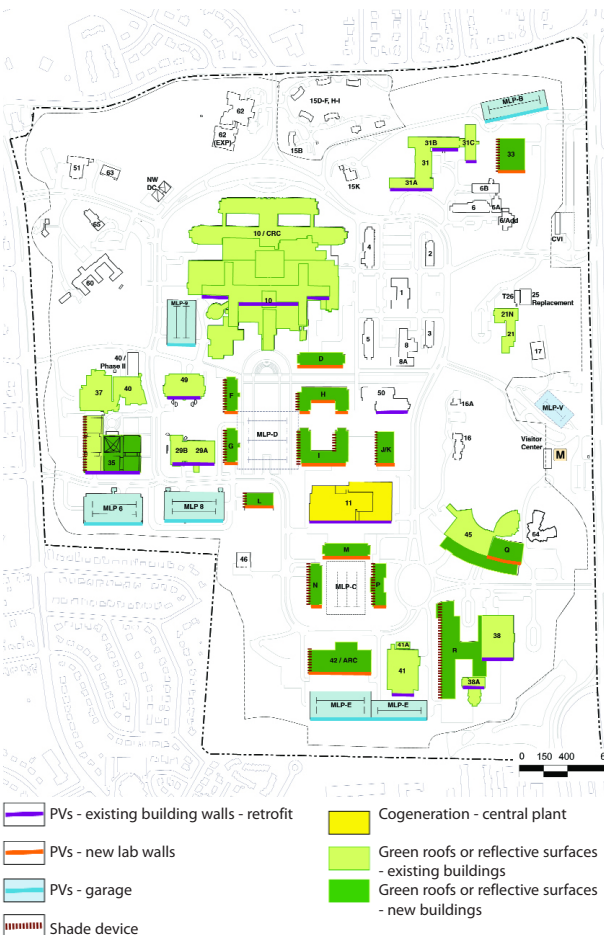 MLP-B
62
15D-F, H-I
62
(EXP)
15B
31B
31C
33
31
51
63
NW
DC
15K
31A
6B
6
6A
6/Add
65
10 / CRC
CVI
4
2
60
1
T26
25
Replacement
10
MLP-9
21N
21
5
3
8
8A
17
40 /
Phase II
D
37
40
49
F
H
50
16A
MLP-V
G
MLP-D
I
J/K
16
Visitor
Center
M
35
29B
29A
MLP 6
MLP 8
L
11
45
Q
64
46
M
N
MLP-C
P
R
38
42 / ARC
41A
41
38A
MLP-E
MLP-E
0 150 400
PVs - existing building walls - retrofit
PVs - new lab walls
PVs - garage
Shade device
Cogeneration - central plant
Green roofs or reflective surfaces
- existing buildings
Green roofs or reflective surfaces
- new buildings